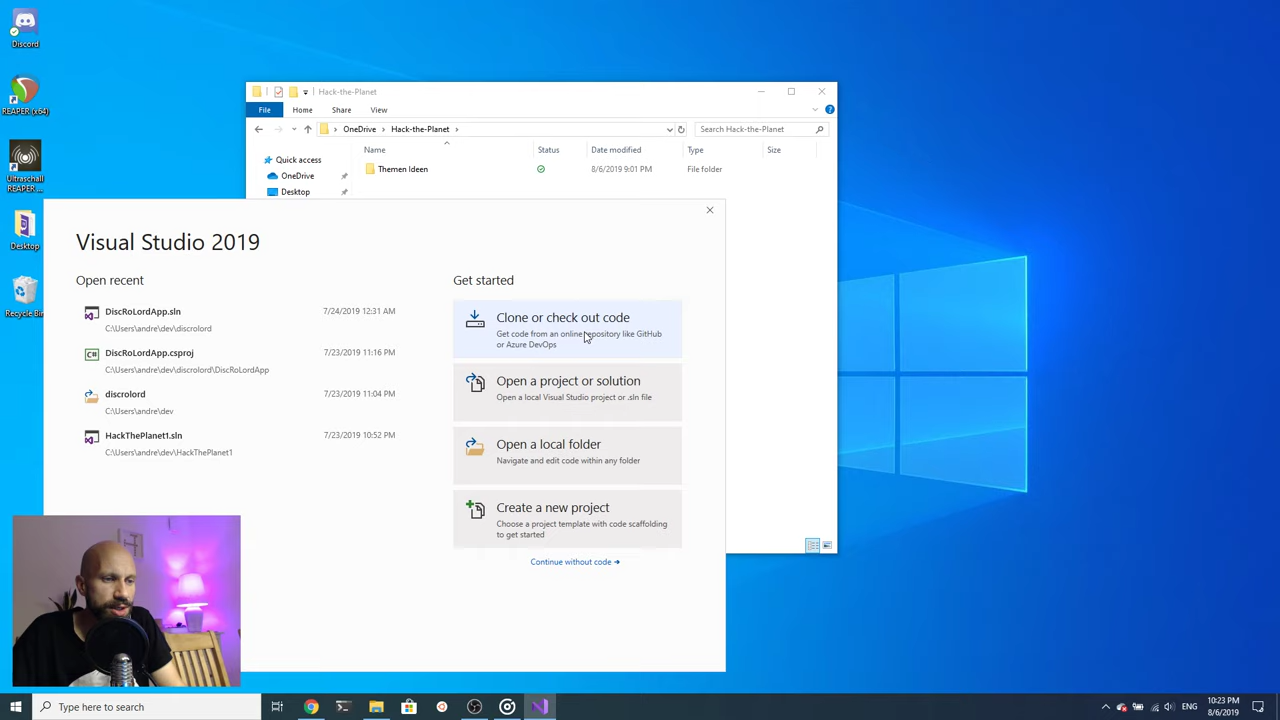 Discord
REAPER (x64)
Ultraschall
REAPER ...
Desktop
Recycle Bin
Hack-the-Planet
File
Home
Share
View
OneDrive
Hack-the-Planet
Search Hack-the-Planet
Name
Status
Date modified
Type
Size
Quick access
OneDrive
Desktop
Themen Ideen
8/6/2019 9:01 PM
File folder
Visual Studio 2019
Open recent
DiscRoLordApp.sln
7/24/2019 12:31 AM
C:\Users\andre\dev\discrolord
DiscRoLordApp.csproj
7/23/2019 11:16 PM
C:\Users\andre\dev\discrolord\DiscRoLordApp
discrolord
7/23/2019 11:04 PM
C:\Users\andre\dev
HackThePlanet1.sln
7/23/2019 10:52 PM
C:\Users\andre\dev\HackThePlanet1
Get started
Clone or check out code
Get code from an online repository like GitHub
or Azure DevOps
Open a project or solution
Open a local Visual Studio project or .sln file
Open a local folder
Navigate and edit code within any folder
Create a new project
Choose a project template with code scaffolding
to get started
Continue without code →
Type here to search
ENG
10:23 PM
8/6/2019